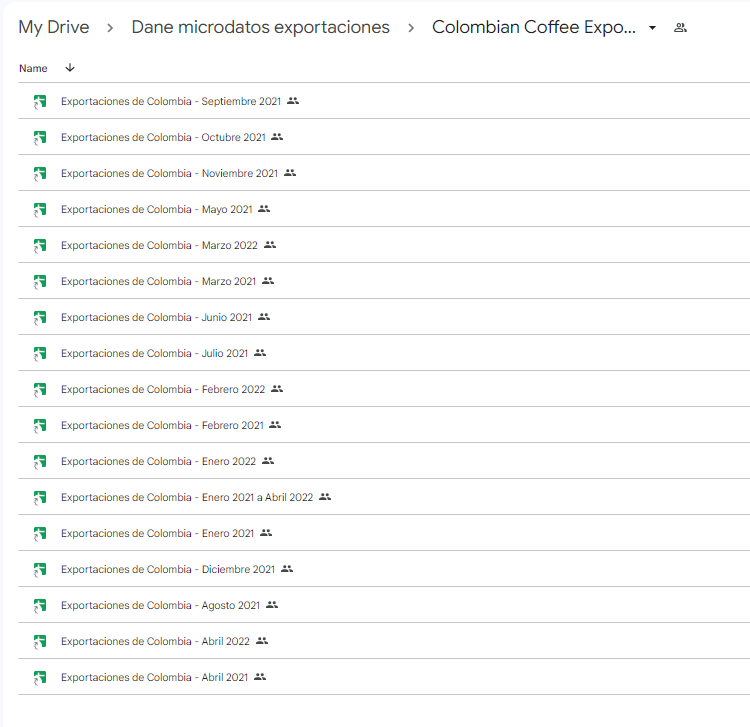 My Drive > Dane microdatos exportaciones > Colombian Coffee Expo...
Name
Exportaciones de Colombia - Septiembre 2021
Exportaciones de Colombia - Octubre 2021
Exportaciones de Colombia - Noviembre 2021
Exportaciones de Colombia - Mayo 2021
Exportaciones de Colombia - Marzo 2022
Exportaciones de Colombia - Marzo 2021
Exportaciones de Colombia - Junio 2021
Exportaciones de Colombia - Julio 2021
Exportaciones de Colombia - Febrero 2022
Exportaciones de Colombia - Febrero 2021
Exportaciones de Colombia - Enero 2022
Exportaciones de Colombia - Enero 2021 a Abril 2022
Exportaciones de Colombia - Enero 2021
Exportaciones de Colombia - Diciembre 2021
Exportaciones de Colombia - Agosto 2021
Exportaciones de Colombia - Abril 2022
Exportaciones de Colombia - Abril 2021